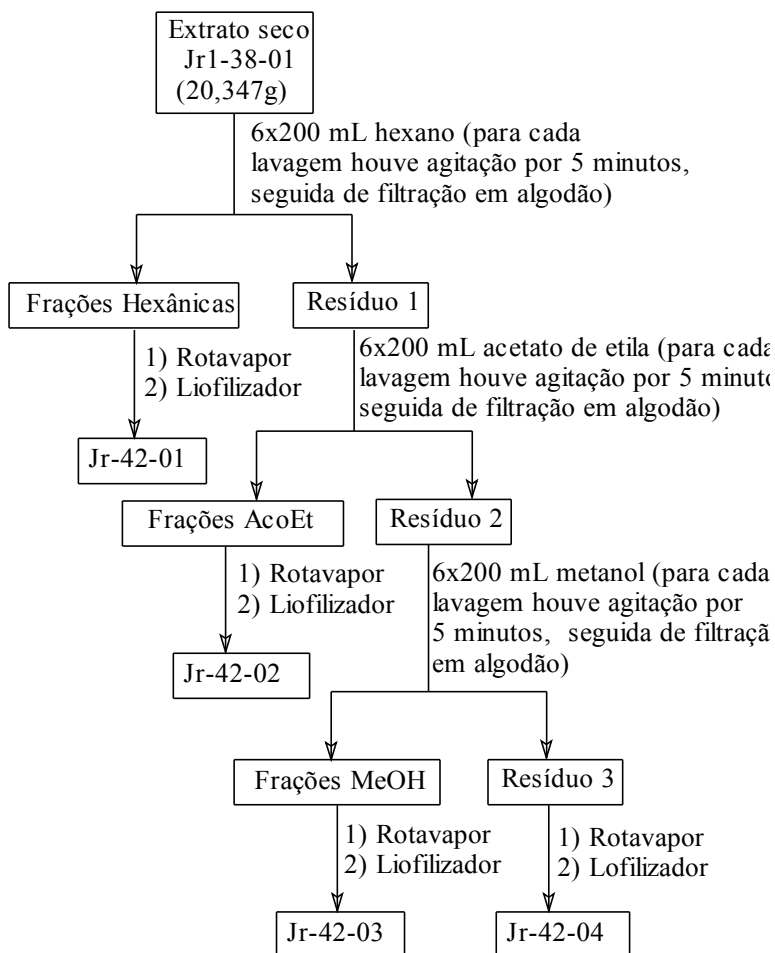 Extrato seco
Jr1-38-01
(20,347g)
6x200 mL hexano (para cada
lavagem houve agitação por 5 minutos,
seguida de filtração em algodão)
Frações Hexânicas
Resíduo 1
1) Rotavapor
2) Liofilizador
6x200 mL acetato de etila (para cada
lavagem houve agitação por 5 minuto
seguida de filtração em algodão)
Jr-42-01
Frações AcoEt
Resíduo 2
1) Rotavapor
2) Liofilizador
6x200 mL metanol (para cada
lavagem houve agitação por
5 minutos, seguida de filtraçã
em algodão)
Jr-42-02
Frações MeOH
Resíduo 3
1) Rotavapor
2) Liofilizador
1) Rotavapor
2) Lofilizador
Jr-42-03
Jr-42-04